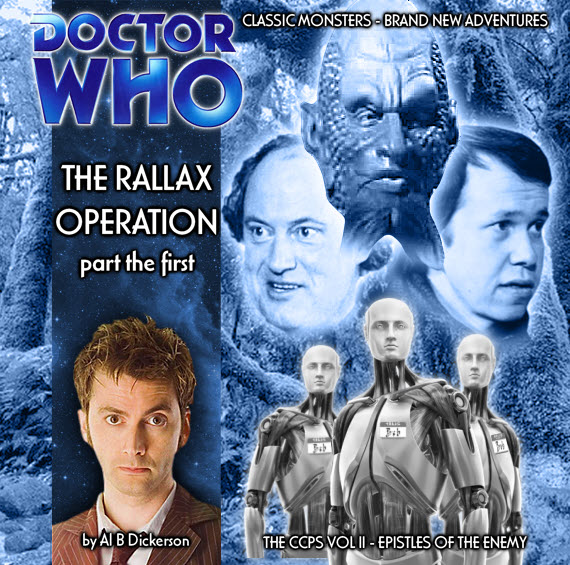 CLASSIC MONSTERS - BRAND NEW ADVENTURES
DOCTOR
WHO
THE RALLAX
OPERATION
part the first
by Al B Dickerson
THE CCPS VOL II - EPISTLES OF THE ENEMY